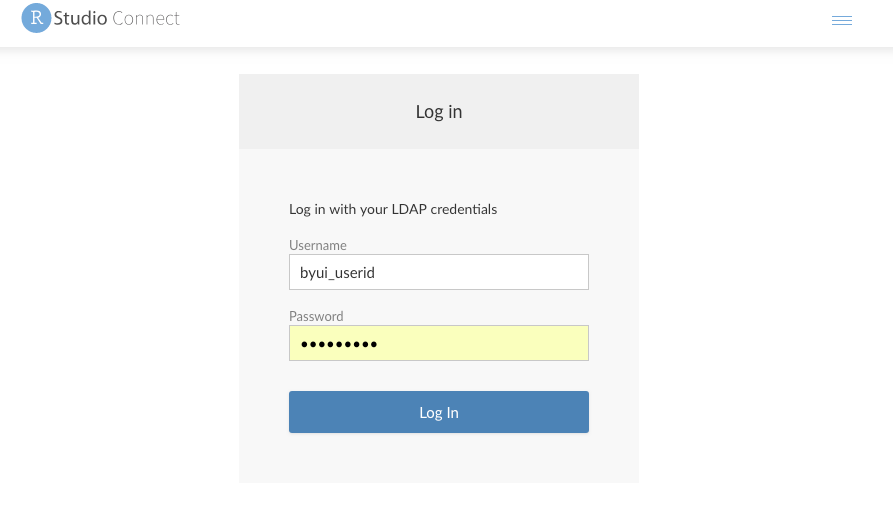 R Studio Connect
Log in
Log in with your LDAP credentials
Username
byui_userid
Password
•••••••••
Log In